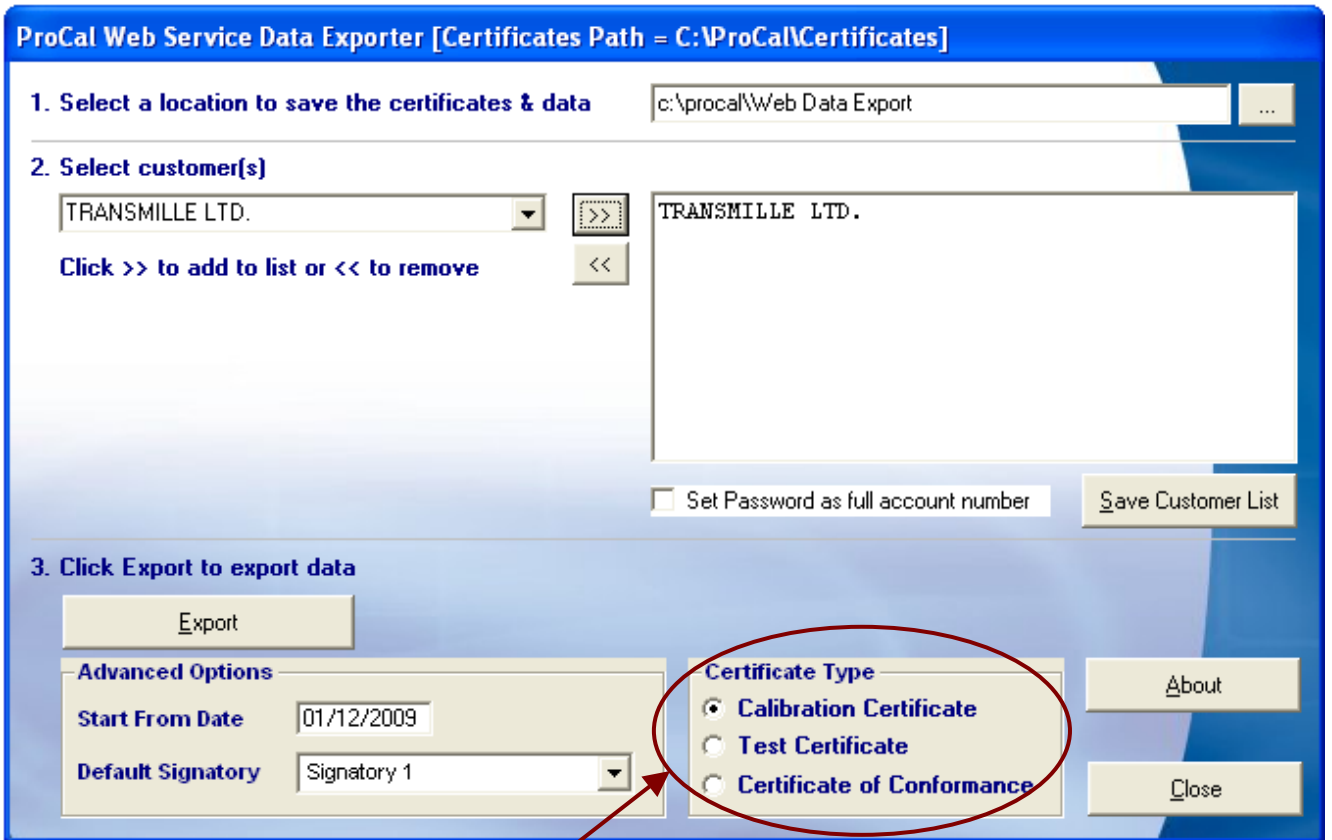 ProCal Web Service Data Exporter [Certificates Path = C:\ProCal\Certificates]
1. Select a location to save the certificates & data
c:\procal\Web Data Export
...
2. Select customer(s)
TRANSMILLE LTD.
>>
TRANSMILLE LTD.
Click >> to add to list or << to remove
<<
Set Password as full account number
Save Customer List
3. Click Export to export data
Export
Advanced Options
Start From Date
01/12/2009
Default Signatory
Signatory 1
Certificate Type
Calibration Certificate
Test Certificate
Certificate of Conformance
About
Close